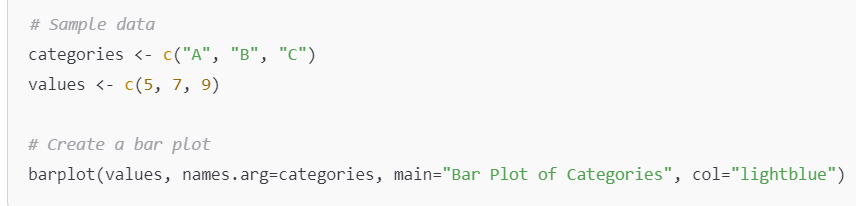 # Sample data
categories <- c("A", "B", "C")
values <- c(5, 7, 9)
# Create a bar plot
barplot(values, names.arg=categories, main="Bar Plot of Categories", col="lightblue")